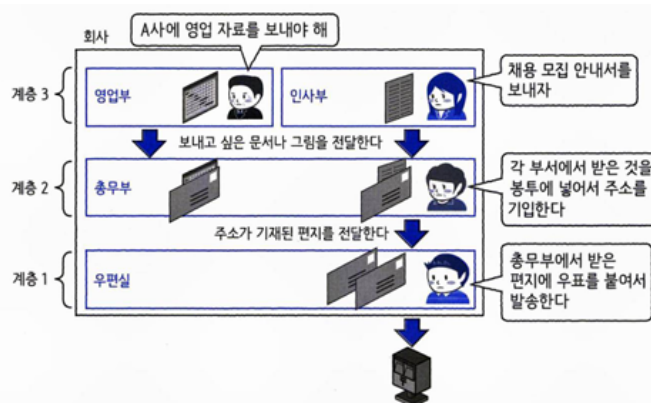 회사
A사에 영업 자료를 보내야 해
계층 3
영업부
인사부
채용 모집 안내서를
보내자
보내고 싶은 문서나 그림을 전달한다
계층 2
총무부
각 부서에서 받은 것을
봉투에 넣어서 주소를
기입한다
주소가 기재된 편지를 전달한다
계층 1
우편실
총무부에서 받은
편지에 우표를 붙여서
발송한다